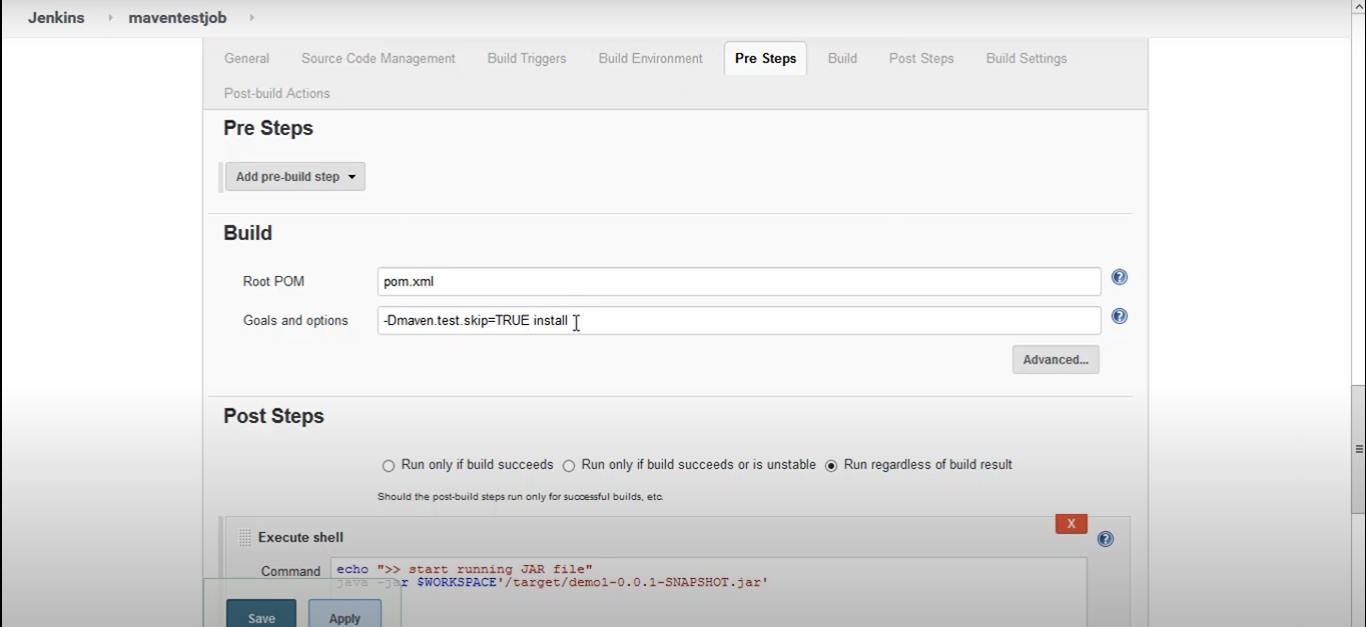 Jenkins maventestjob
General Source Code Management Build Triggers Build Environment Pre Steps Build Post Steps Build Settings
Post-build Actions
Pre Steps
Add pre-build step
Build
Root POM pom.xml
Goals and options -Dmaven.test.skip=TRUE install
Advanced...
Post Steps
Run only if build succeeds Run only if build succeeds or is unstable Run regardless of build result
Should the post-build steps run only for successful builds, etc.
X
Execute shell
Command echo ">> start running JAR file"
java -jar $WORKSPACE'/target/demo1-0.0.1-SNAPSHOT.jar'
Save Apply